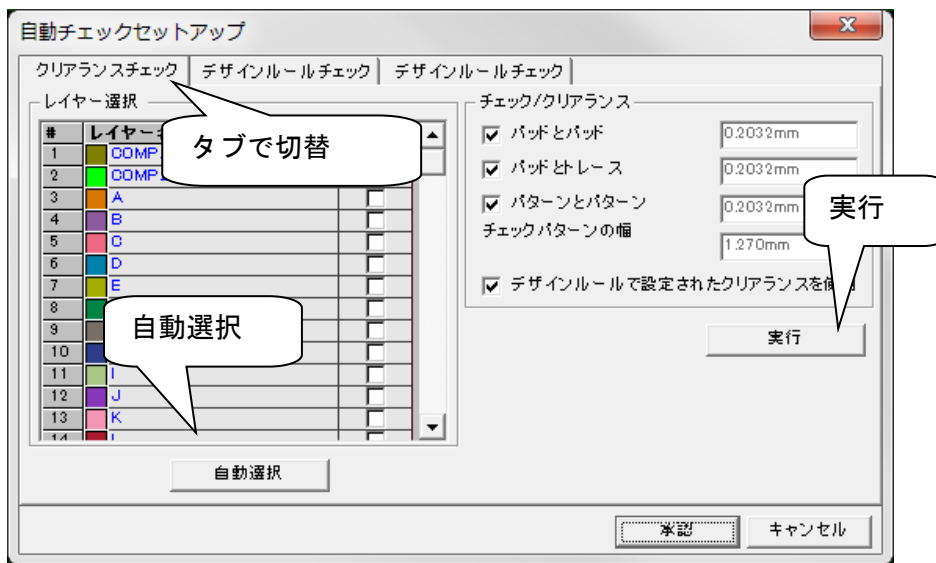 自動チェックセットアップ
クリアランスチェック デザインルールチェック デザインルールチェック
レイヤー選択
# レイヤー
1 COMP
2 COMP
3 A
4 B
5 C
6 D
7 E
8
9
10
11 I
12 J
13 K
14 L
自動選択
チェック/クリアランス
パッドとパッド 0.2032mm
パッドとトレース 0.2032mm
パターンとパターン 0.2032mm
チェックパターンの幅
1.270mm
デザインルールで設定されたクリアランスを使用
実行
承認 キャンセル
タブで切替
自動選択
実行